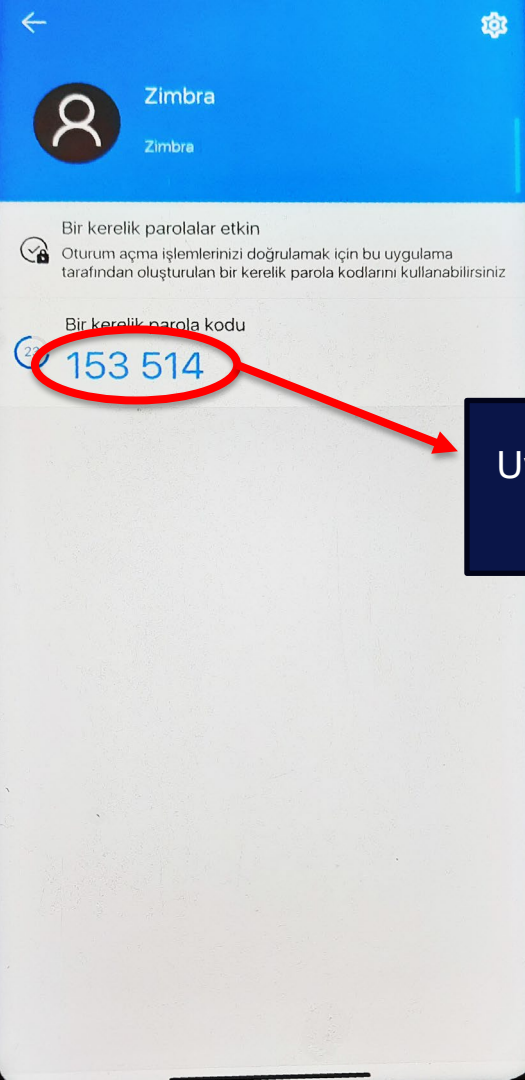 Zimbra
Zimbra
Bir kerelik parolalar etkin
Oturum açma işlemlerinizi doğrulamak için bu uygulama
tarafından oluşturulan bir kerelik parola kodlarını kullanabilirsiniz
Bir kerelik parola kodu
153 514